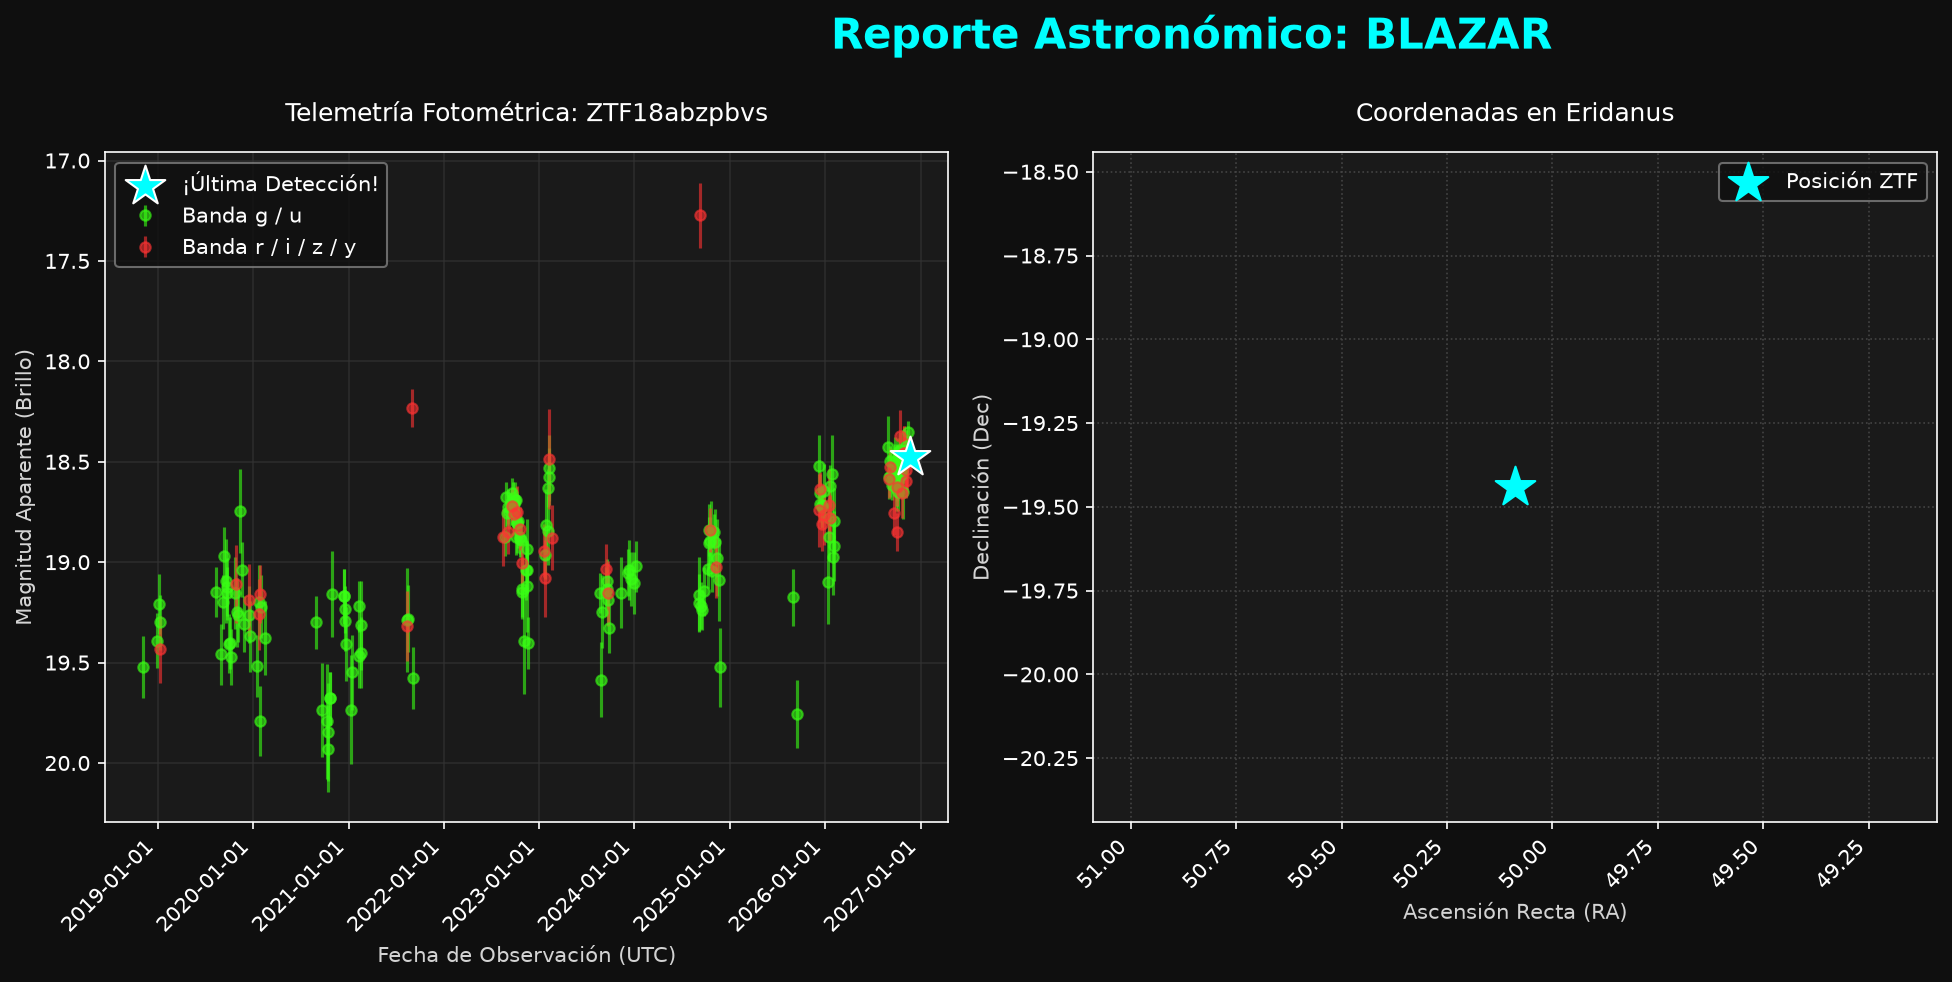 Reporte Astronómico: BLAZAR
Telemetría Fotométrica: ZTF18abzpbvs
¡Última Detección!
Banda g / u
Banda r / i / z / y
Magnitud Aparente (Brillo)
17.0
17.5
18.0
18.5
19.0
19.5
20.0
2019-01-01
2020-01-01
2021-01-01
2022-01-01
2023-01-01
2024-01-01
2025-01-01
2026-01-01
2027-01-01
Fecha de Observación (UTC)
Coordenadas en Eridanus
Posición ZTF
Declinación (Dec)
−18.50
−18.75
−19.00
−19.25
−19.50
−19.75
−20.00
−20.25
51.00
50.75
50.50
50.25
50.00
49.75
49.50
49.25
Ascensión Recta (RA)